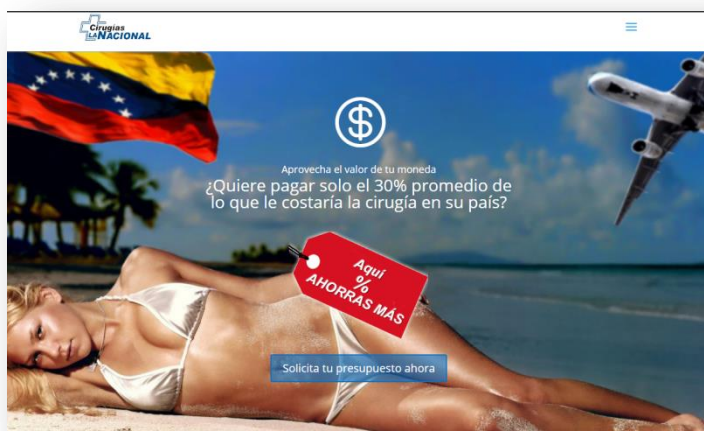 Cirugías
LA NACIONAL
Aprovecha el valor de tu moneda
¿Quiere pagar solo el 30% promedio de
lo que le costaría la cirugía en su país?
Aquí
%
AHORRAS MÁS
Solicita tu presupuesto ahora